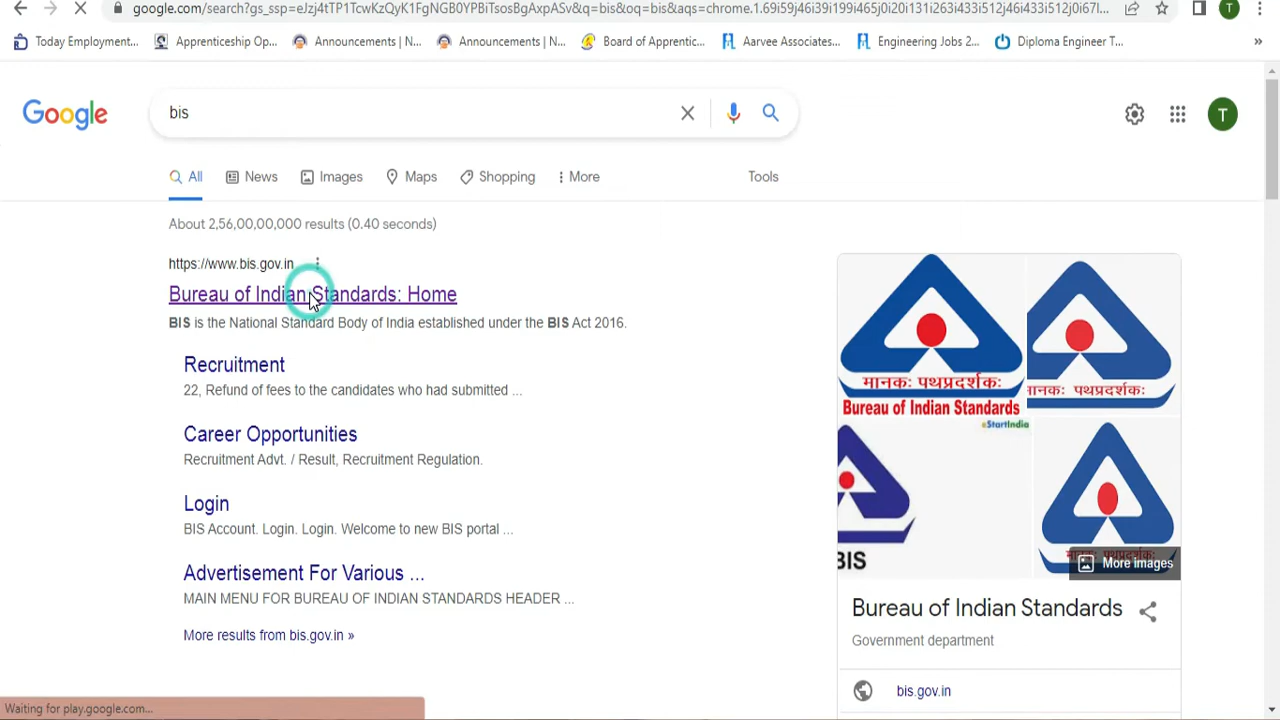 google.com/search?gs_ssp=eJzj4tTP1TcwKzQyK1FgNGB0YPBiTsosBgAxpASv&q=bis&oq=bis&aqs=chrome.1.69i59j46i39i199i465j0i20i131i263i433i512j46i433i512j0i67l...
T
Today Employment...
Apprenticeship Op...
Announcements | N...
Announcements | N...
Board of Apprentic...
Aarvee Associates...
Engineering Jobs 2...
Diploma Engineer T...
»
Google
bis
T
All
News
Images
Maps
Shopping
More
Tools
About 2,56,00,00,000 results (0.40 seconds)
https://www.bis.gov.in
Bureau of Indian Standards: Home
BIS is the National Standard Body of India established under the BIS Act 2016.
Recruitment
22, Refund of fees to the candidates who had submitted ...
Career Opportunities
Recruitment Advt. / Result, Recruitment Regulation.
Login
BIS Account. Login. Login. Welcome to new BIS portal ...
Advertisement For Various ...
MAIN MENU FOR BUREAU OF INDIAN STANDARDS HEADER ...
More results from bis.gov.in »
मानकः पथप्रदर्शकः
Bureau of Indian Standards
eStartIndia
मानकः पथप्रदर्शकः
BIS
More images
Bureau of Indian Standards
Government department
bis.gov.in
Waiting for play.google.com...